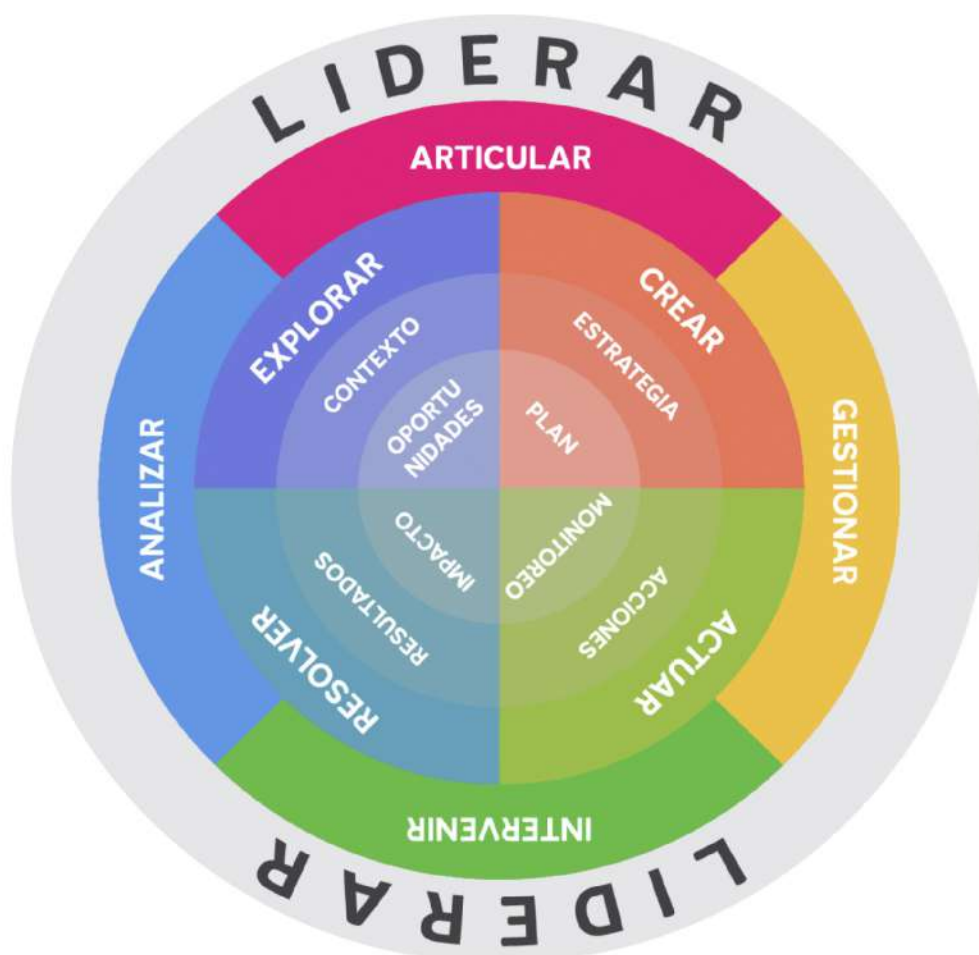 LIDERAR
ARTICULAR
EXPLORAR
CREAR
CONTEXTO
ESTRATEGIA
OPORTU
NIDADES
PLAN
ANALIZAR
GESTIONAR
IMPACTO
MONITOREO
RESULTADOS
ACCIONES
RESOLVER
ACTUAR
INTERVENIR
LIDERAR